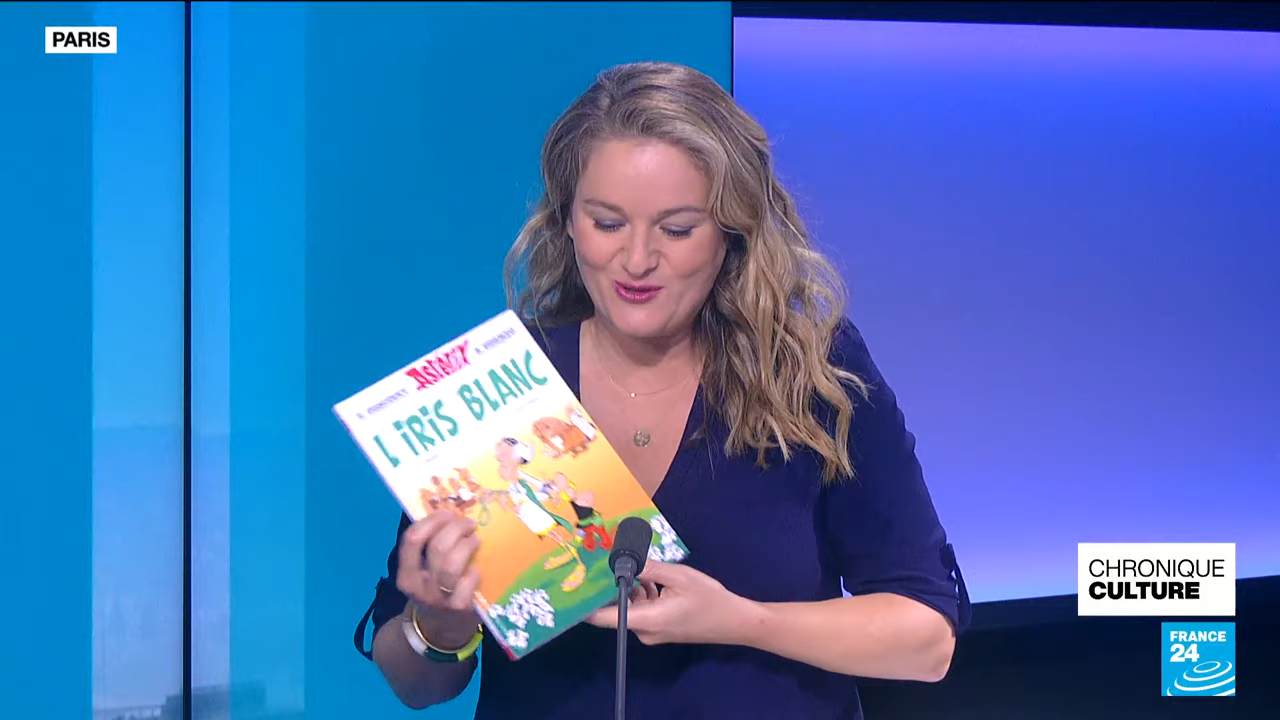 PARIS
Asterix
L'IRIS BLANC
CHRONIQUE
CULTURE
FRANCE
24